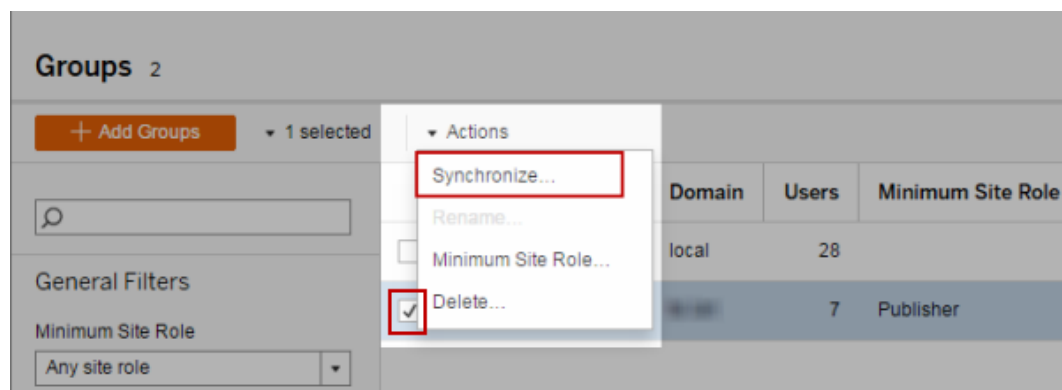 Groups 2
+ Add Groups
1 selected
Actions
Synchronize...
Rename...
Minimum Site Role...
Delete...
Domain Users Minimum Site Role
local 28
7 Publisher
General Filters
Minimum Site Role
Any site role